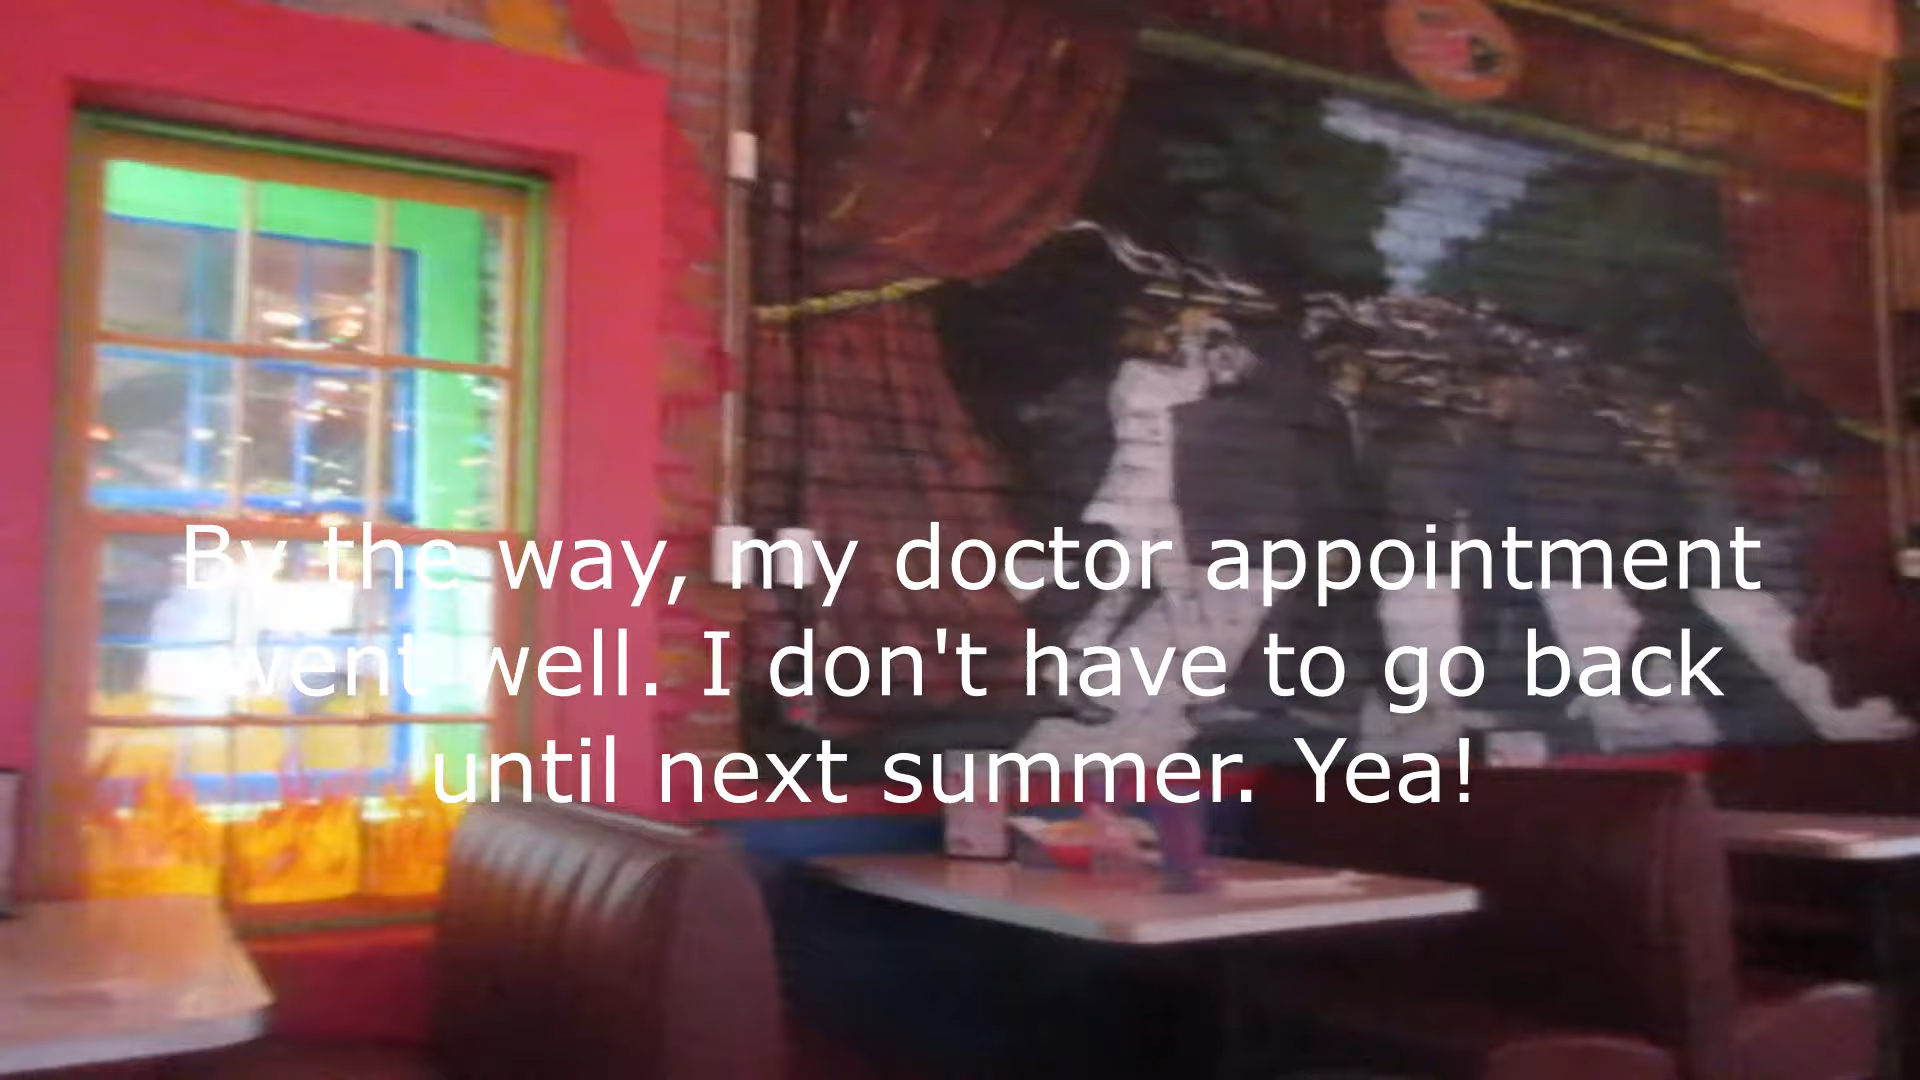 By the way, my doctor appointment
went well. I don't have to go back
until next summer. Yea!